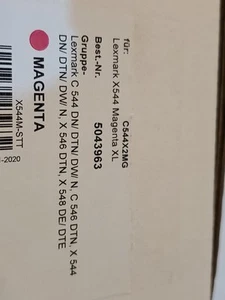 für:
C544X2MG
Lexmark X544 Magenta XL
Best.-Nr. 5043963
Gruppe-
Lexmark C 544 DN/ DTN/ DW/ N, C 546 DTN, X 544
DN/ DTN/ DW/ N, X 546 DTN, X 548 DE/ DTE
MAGENTA
X544M-STT
-2020